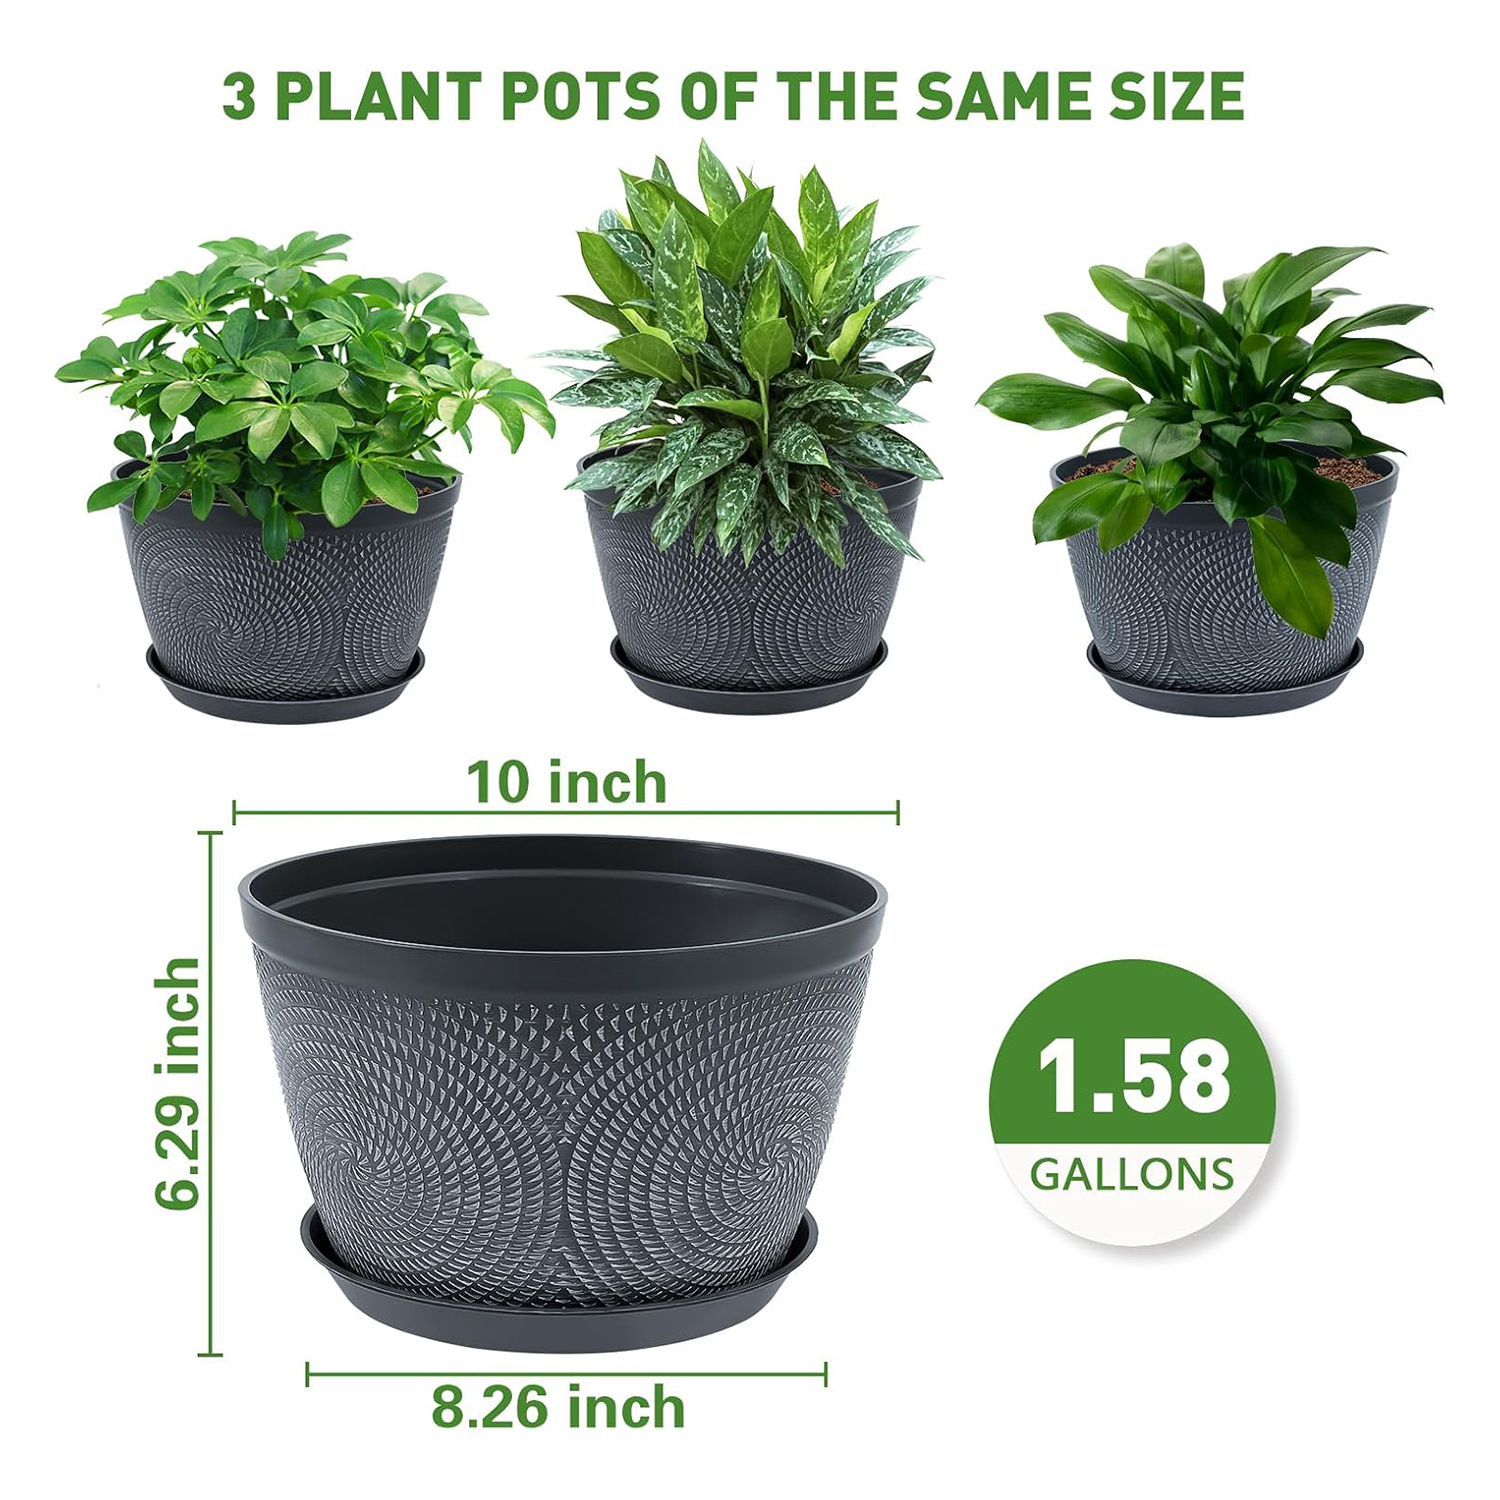 3 PLANT POTS OF THE SAME SIZE
10 inch
6.29 inch
1.58
GALLONS
8.26 inch